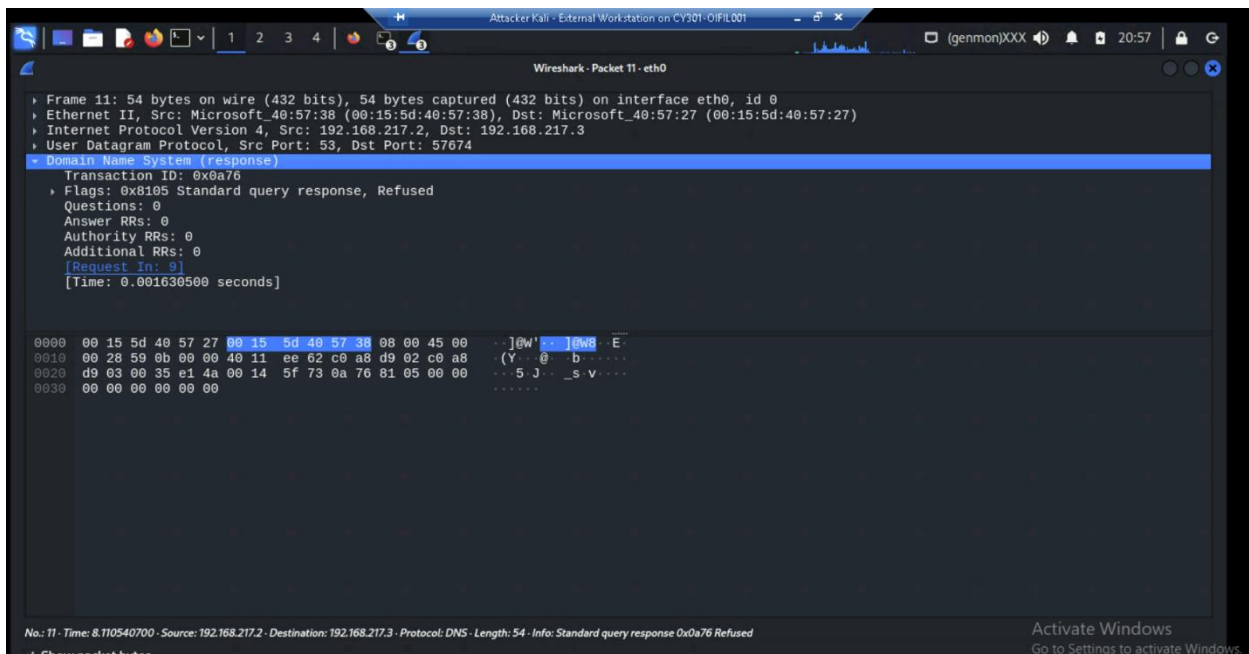 Attacker Kali - External Workstation on CY301-OIFIL001
1 2 3 4 (genmon)XXX 20:57
Wireshark · Packet 11 · eth0
Frame 11: 54 bytes on wire (432 bits), 54 bytes captured (432 bits) on interface eth0, id 0
Ethernet II, Src: Microsoft_40:57:38 (00:15:5d:40:57:38), Dst: Microsoft_40:57:27 (00:15:5d:40:57:27)
Internet Protocol Version 4, Src: 192.168.217.2, Dst: 192.168.217.3
User Datagram Protocol, Src Port: 53, Dst Port: 57674
Domain Name System (response)
Transaction ID: 0x0a76
Flags: 0x8105 Standard query response, Refused
Questions: 0
Answer RRs: 0
Authority RRs: 0
Additional RRs: 0
[Request In: 9]
[Time: 0.001630500 seconds]
0000 00 15 5d 40 57 27 00 15 5d 40 57 38 08 00 45 00 ··]@W'·· ]@W8··E·
0010 00 28 59 0b 00 00 40 11 ee 62 c0 a8 d9 02 c0 a8 ·(Y···@· ·b······
0020 d9 03 00 35 e1 4a 00 14 5f 73 0a 76 81 05 00 00 ···5·J·· _s·v····
0030 00 00 00 00 00 00 ······
No.: 11 · Time: 8.110540700 · Source: 192.168.217.2 · Destination: 192.168.217.3 · Protocol: DNS · Length: 54 · Info: Standard query response 0x0a76 Refused
Activate Windows
Go to Settings to activate Windows.
Show packet bytes